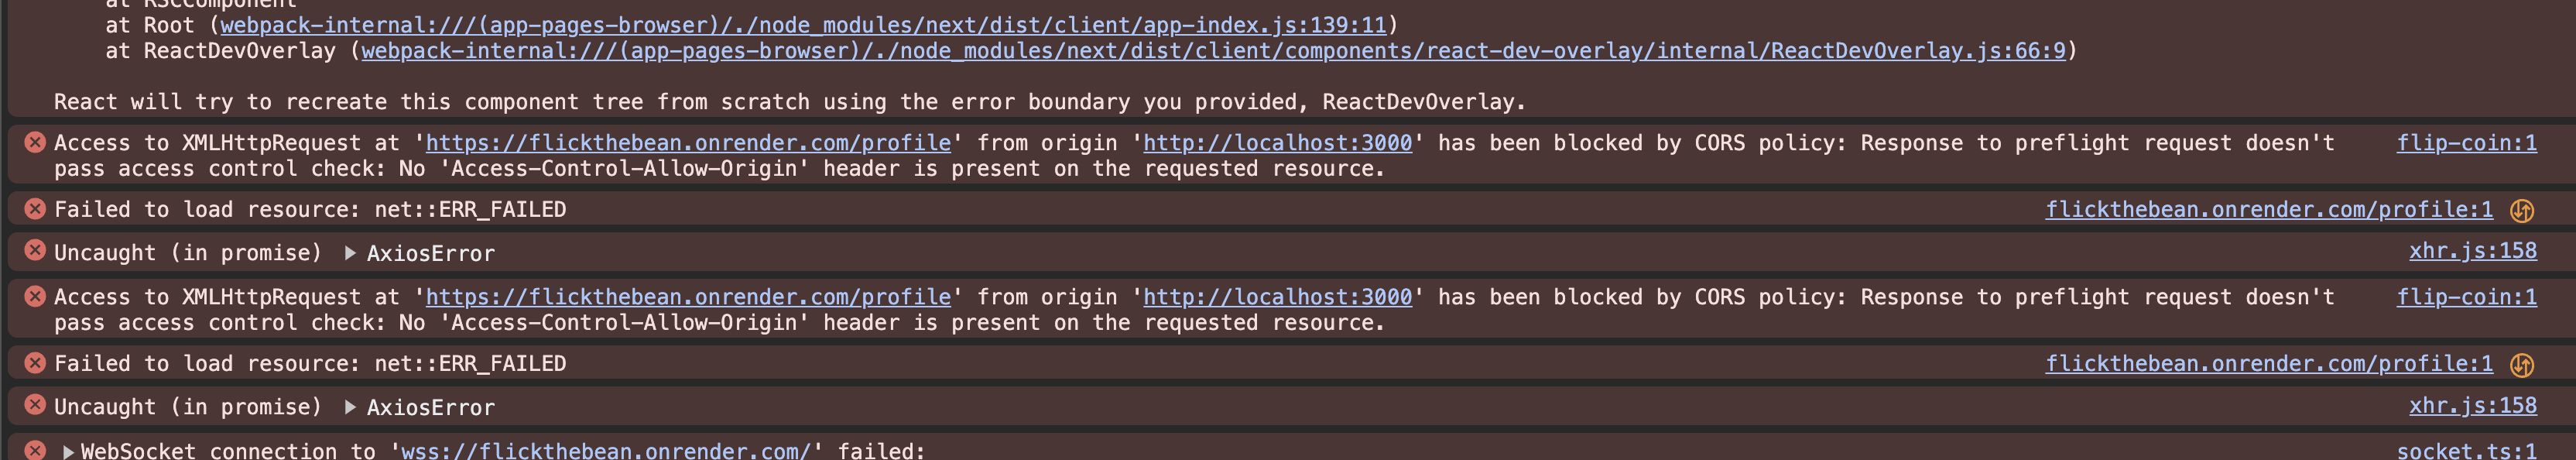 at RSCComponent
at Root (webpack-internal:///(app-pages-browser)/./node_modules/next/dist/client/app-index.js:139:11)
at ReactDevOverlay (webpack-internal:///(app-pages-browser)/./node_modules/next/dist/client/components/react-dev-overlay/internal/ReactDevOverlay.js:66:9)
React will try to recreate this component tree from scratch using the error boundary you provided, ReactDevOverlay.
Access to XMLHttpRequest at 'https://flickthebean.onrender.com/profile' from origin 'http://localhost:3000' has been blocked by CORS policy: Response to preflight request doesn't flip-coin:1
pass access control check: No 'Access-Control-Allow-Origin' header is present on the requested resource.
Failed to load resource: net::ERR_FAILED flickthebean.onrender.com/profile:1
Uncaught (in promise) ▶ AxiosError xhr.js:158
Access to XMLHttpRequest at 'https://flickthebean.onrender.com/profile' from origin 'http://localhost:3000' has been blocked by CORS policy: Response to preflight request doesn't flip-coin:1
pass access control check: No 'Access-Control-Allow-Origin' header is present on the requested resource.
Failed to load resource: net::ERR_FAILED flickthebean.onrender.com/profile:1
Uncaught (in promise) ▶ AxiosError xhr.js:158
▶ WebSocket connection to 'wss://flickthebean.onrender.com/' failed: socket.ts:1